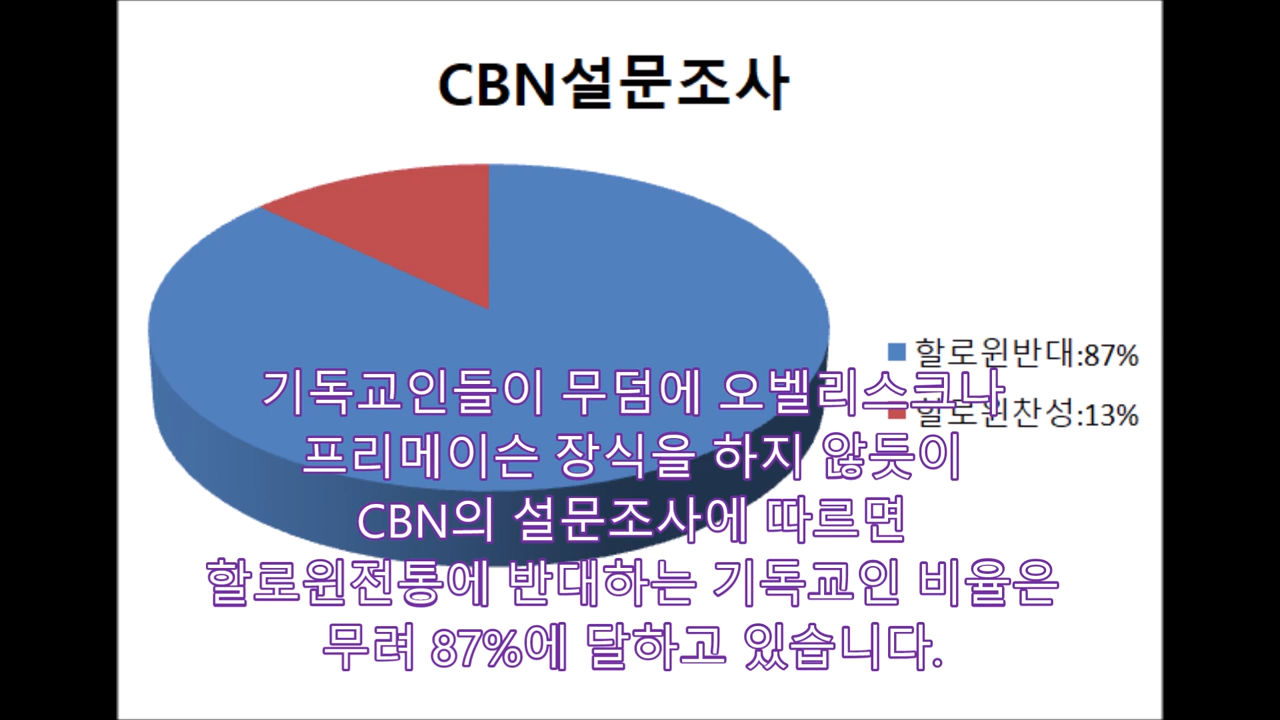 CBN설문조사
할로윈반대:87%
할로윈찬성:13%
기독교인들이 무덤에 오벨리스크나
프리메이슨 장식을 하지 않듯이
CBN의 설문조사에 따르면
할로윈전통에 반대하는 기독교인 비율은
무려 87%에 달하고 있습니다.